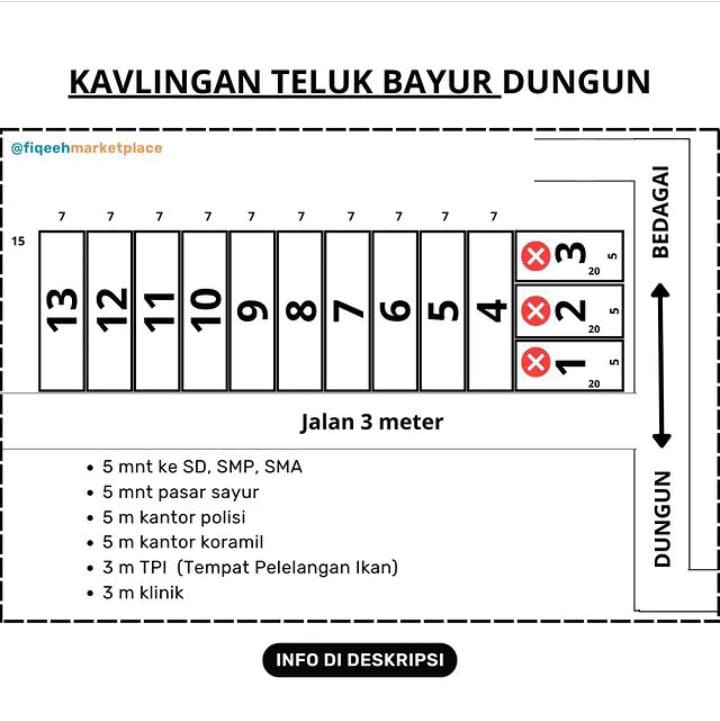 KAVLINGAN TELUK BAYUR DUNGUN
@fiqeehmarketplace
BEDAGAI
7 7 7 7 7 7 7 7 7 7
15
13 12 11 10 9 8 7 6 5 4
3 20 5
2 20 5
1 20 5
Jalan 3 meter
DUNGUN
• 5 mnt ke SD, SMP, SMA
• 5 mnt pasar sayur
• 5 m kantor polisi
• 5 m kantor koramil
• 3 m TPI (Tempat Pelelangan Ikan)
• 3 m klinik
INFO DI DESKRIPSI